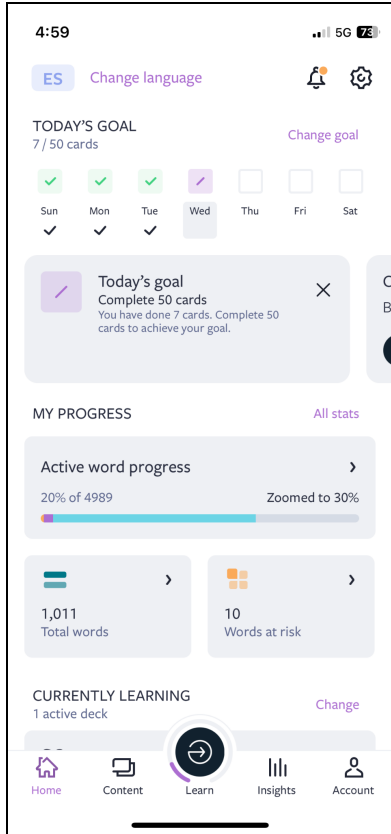 4:59
5G 73
ES Change language
TODAY'S GOAL
7 / 50 cards
Change goal
Sun Mon Tue Wed Thu Fri Sat
Today's goal
Complete 50 cards
You have done 7 cards. Complete 50
cards to achieve your goal.
C
B
MY PROGRESS
All stats
Active word progress
20% of 4989
Zoomed to 30%
1,011
Total words
10
Words at risk
CURRENTLY LEARNING
1 active deck
Change
Home Content Learn Insights Account